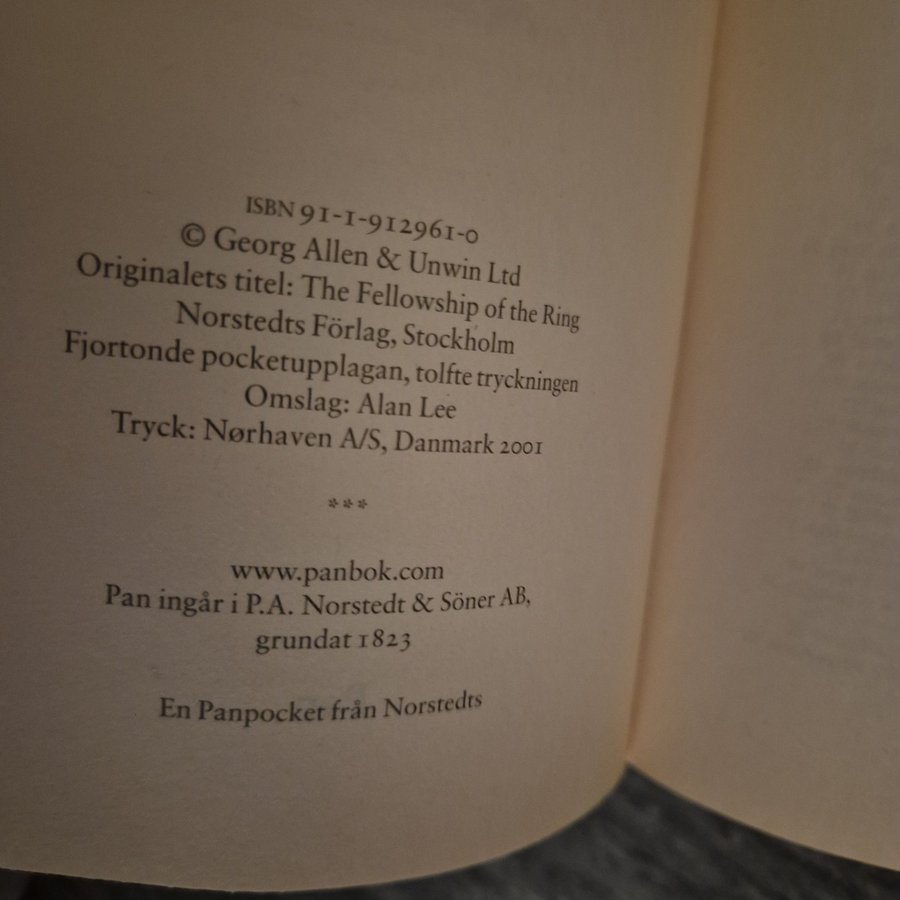 ISBN 91-1-912961-0
© Georg Allen & Unwin Ltd
Originalets titel: The Fellowship of the Ring
Norstedts Förlag, Stockholm
Fjortonde pocketupplagan, tolfte tryckningen
Omslag: Alan Lee
Tryck: Nørhaven A/S, Danmark 2001
***
www.panbok.com
Pan ingår i P.A. Norstedt & Söner AB,
grundat 1823
En Panpocket från Norstedts